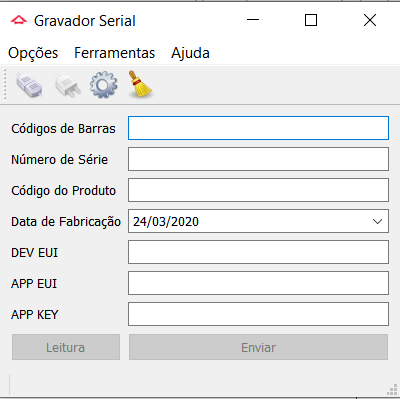 Gravador Serial
Opções Ferramentas Ajuda
Códigos de Barras
Número de Série
Código do Produto
Data de Fabricação 24/03/2020
DEV EUI
APP EUI
APP KEY
Leitura Enviar